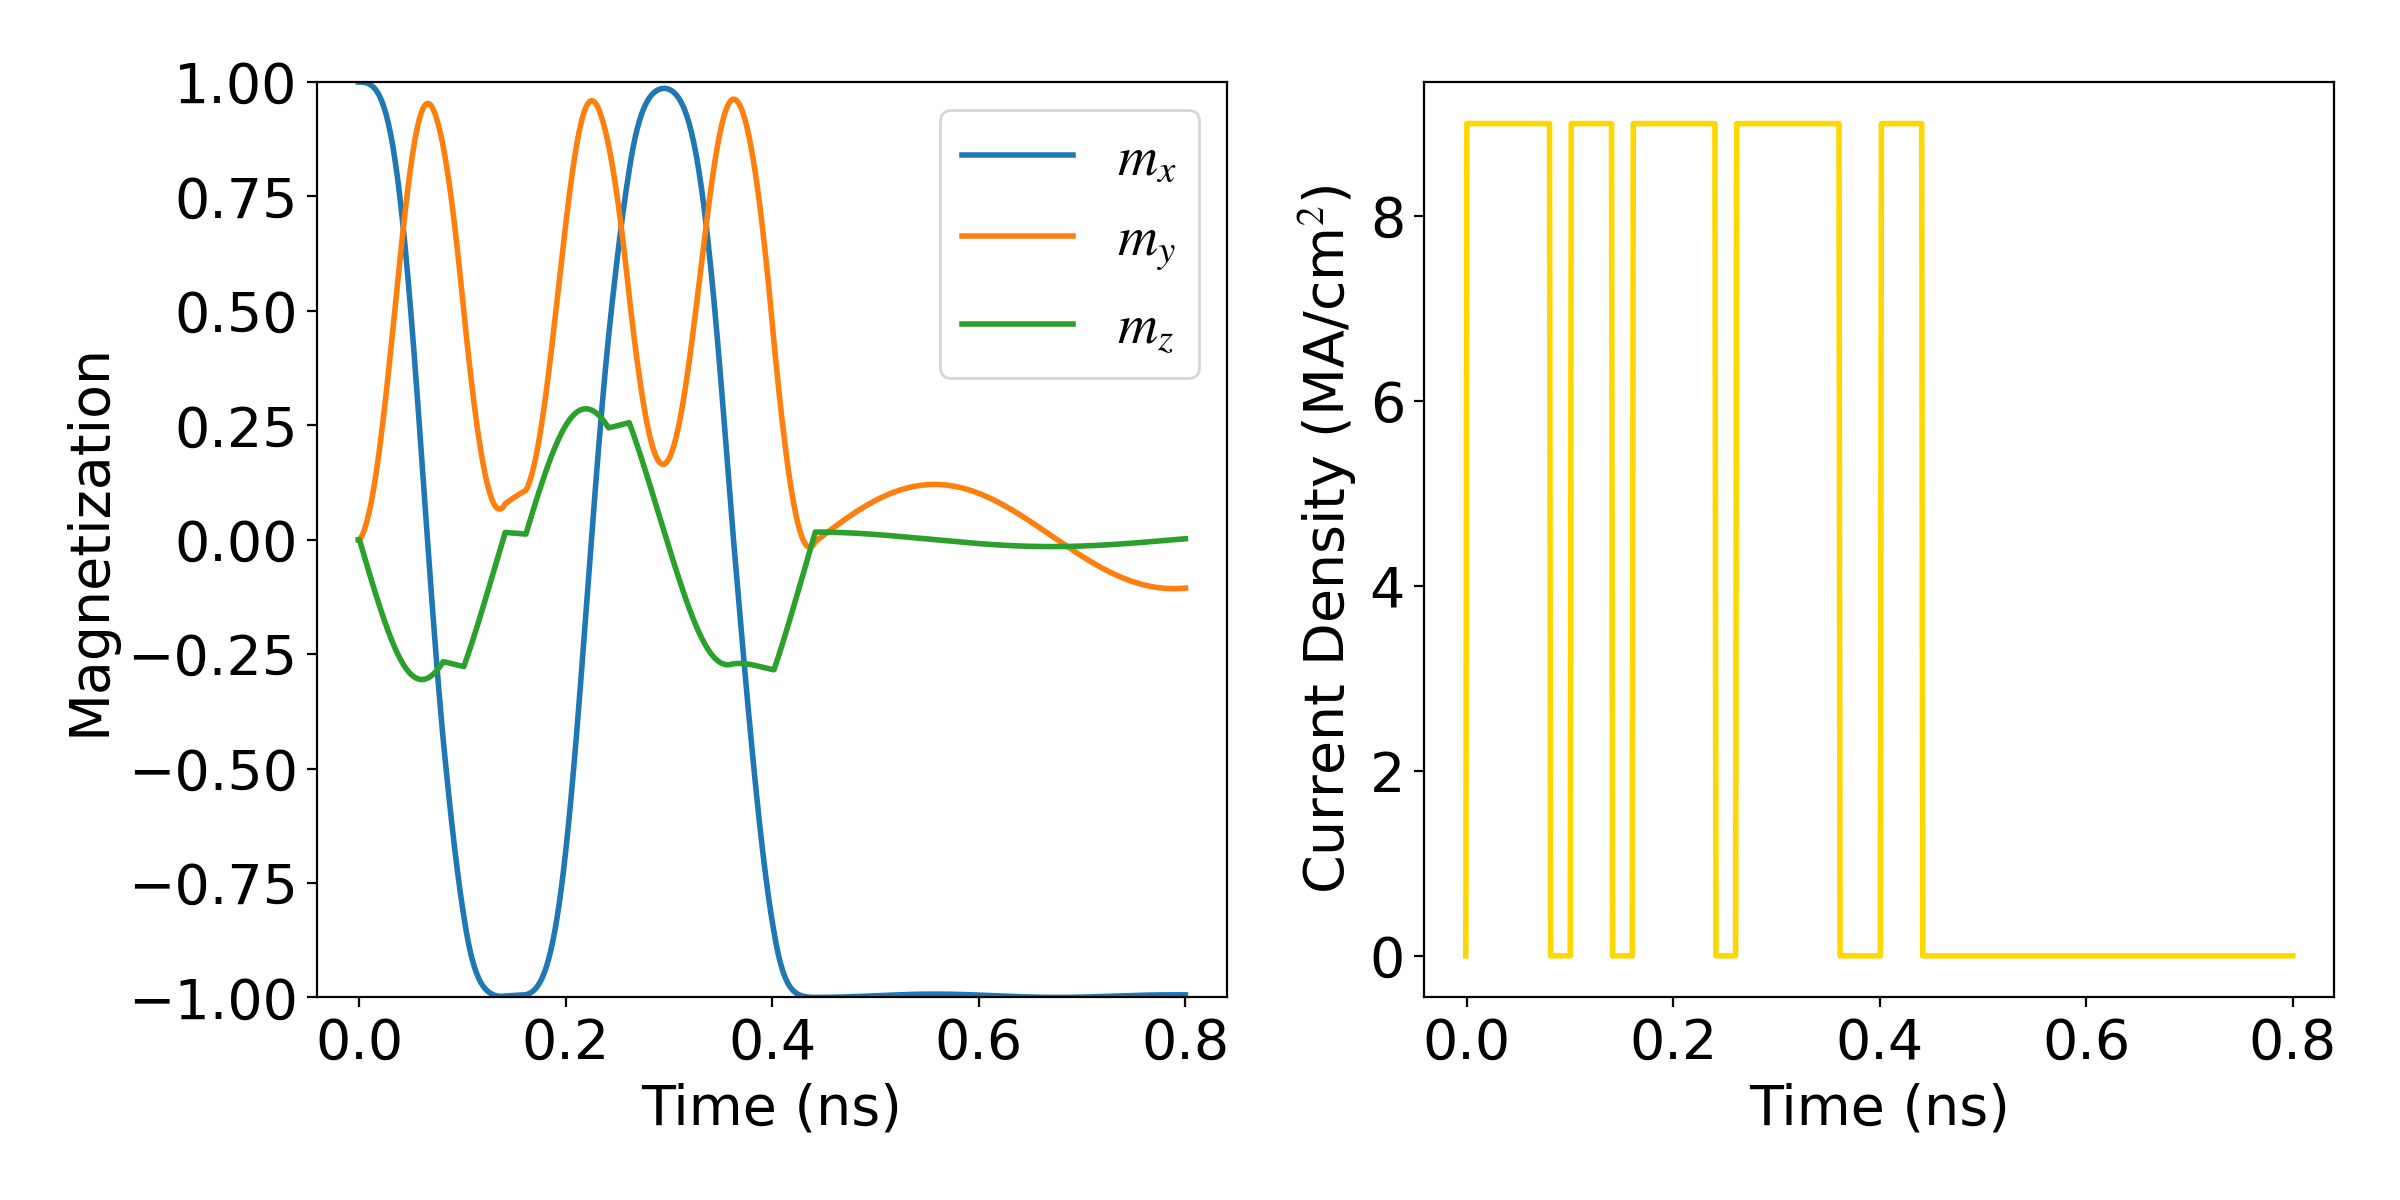 Magnetization
1.00
0.75
0.50
0.25
0.00
−0.25
−0.50
−0.75
−1.00
0.0 0.2 0.4 0.6 0.8
Time (ns)
m_x
m_y
m_z
Current Density (MA/cm²)
8
6
4
2
0
0.0 0.2 0.4 0.6 0.8
Time (ns)